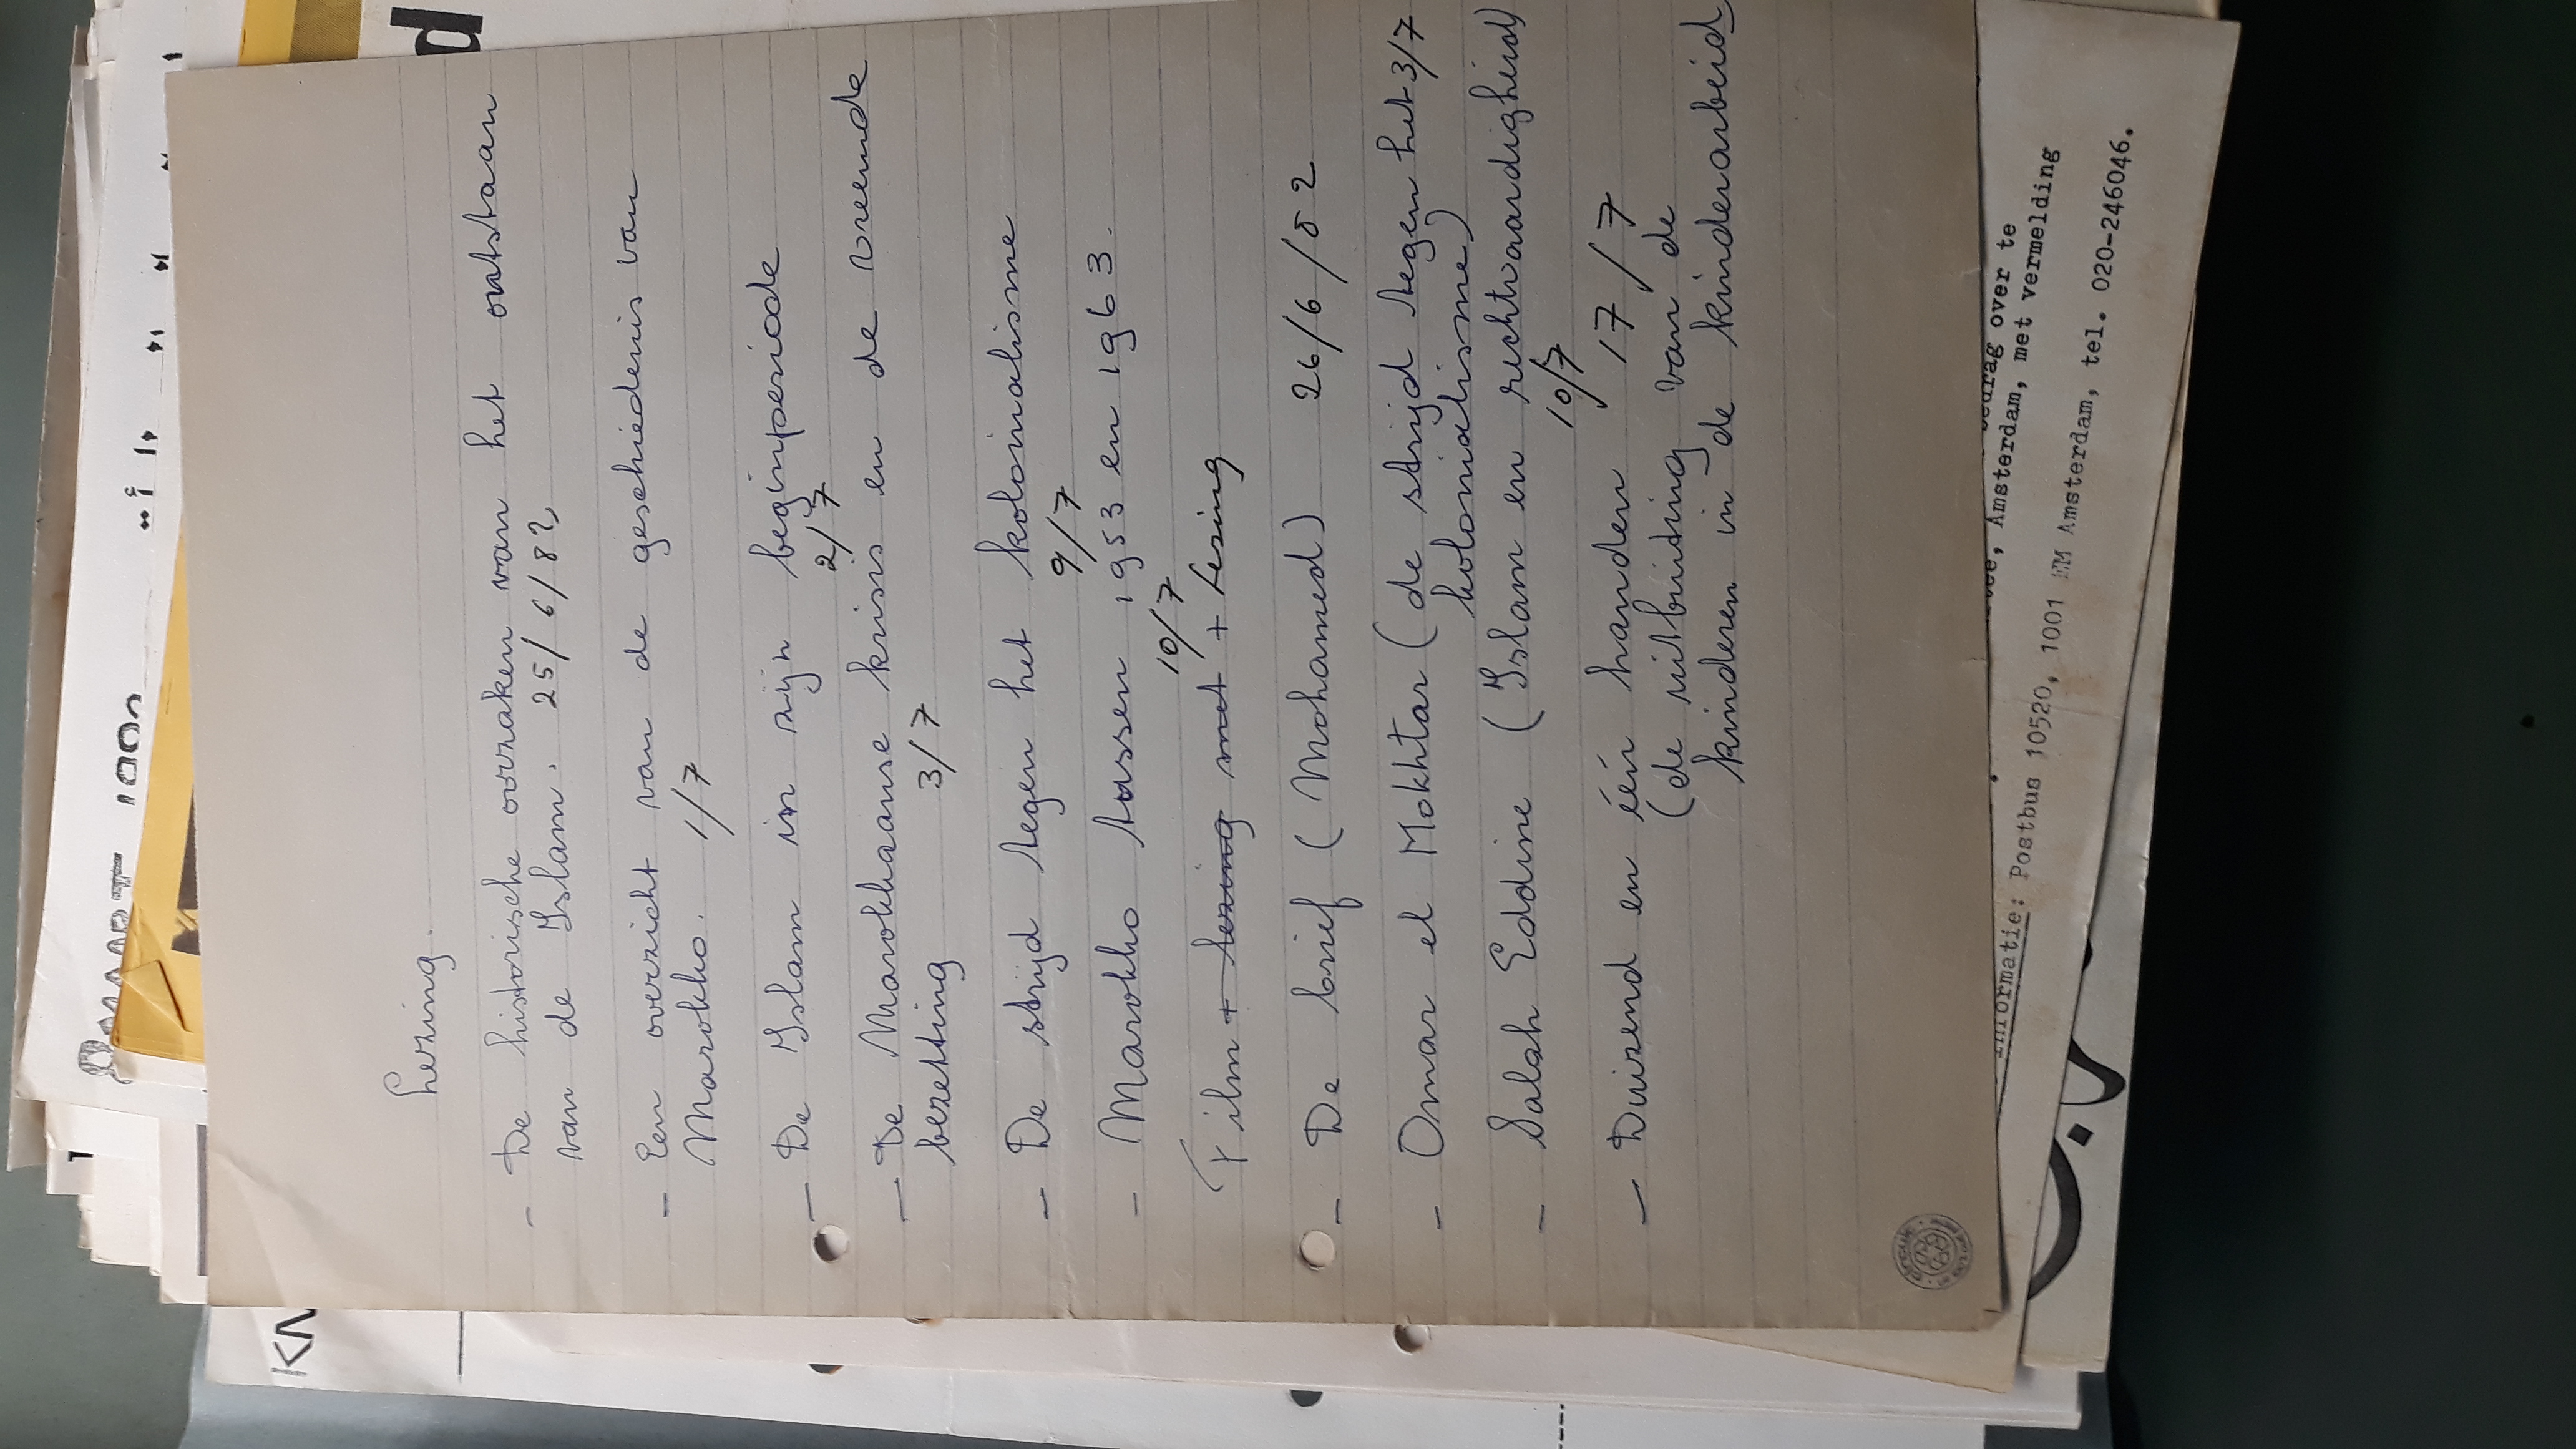 8 MAART 1982
KN
d
Lezing.
- De historische oorzaken van het ontstaan
van de Islam. 25/6/82
- Een overzicht van de geschiedenis van
Marokko. 1/7
- De Islam in zijn beginperiode
2/7
- De Marokkaanse krisis en de vreemde
bezetting 3/7
- De strijd tegen het kolonialisme
9/7
- Marokko tussen 1953 en 1963.
10/7
Film + lezing met + Lezing
- De brief (Mohamed) 26/6/82
- Omar el Mokhtar (de strijd tegen het 3/7
kolonialisme)
- Salah Eddine (Islam en rechtvaardigheid)
10/7
- Duizend en één handen 17/7
(de uitbuiting van de
kinderen in de kinderarbeid
circuit
bedrag over te
tee, Amsterdam, met vermelding
informatie: Postbus 10520, 1001 EM Amsterdam, tel. 020-246046.